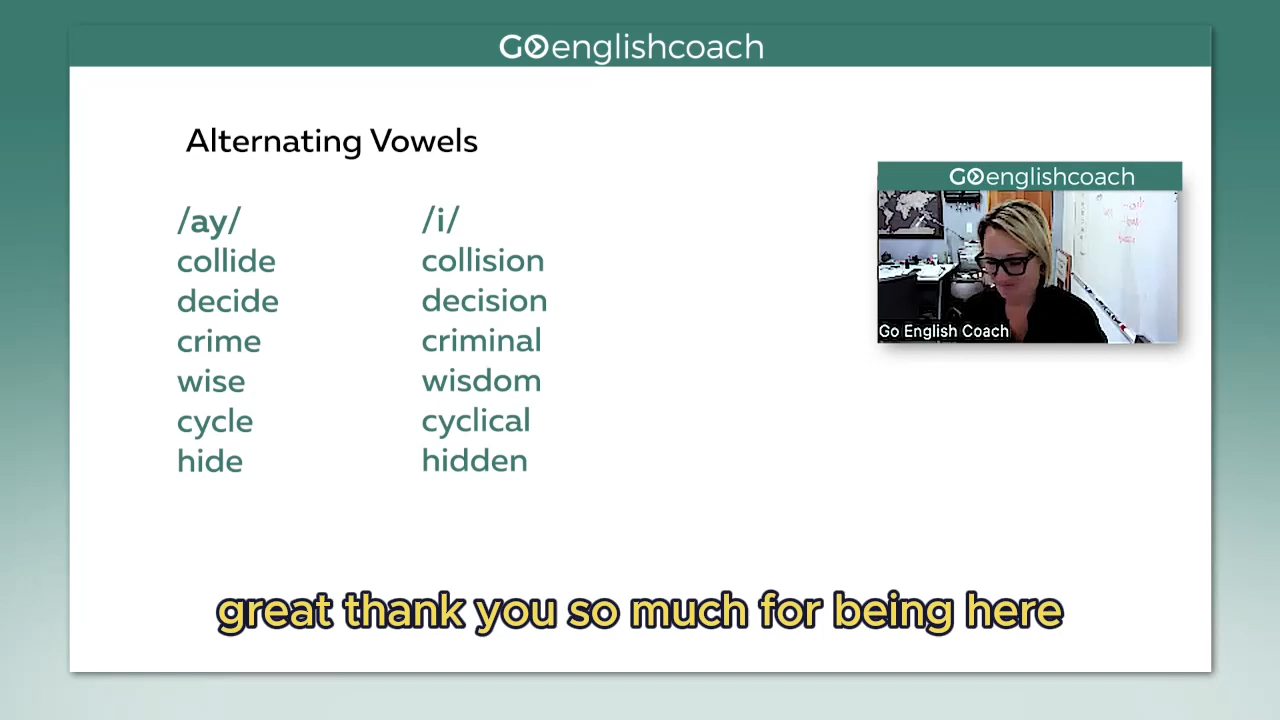 GOenglishcoach
Alternating Vowels
/ay/ /i/
collide collision
decide decision
crime criminal
wise wisdom
cycle cyclical
hide hidden
GOenglishcoach
Go English Coach
great thank you so much for being here